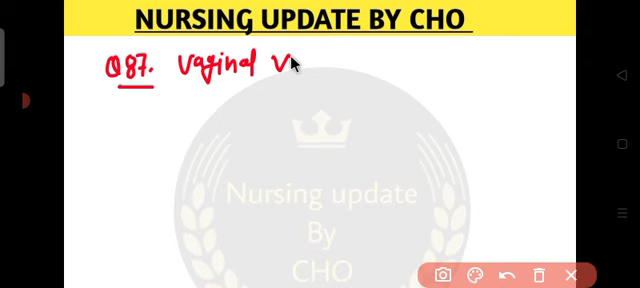 NURSING UPDATE BY CHO
Q87. Vaginal V
Nursing update
By
CHO